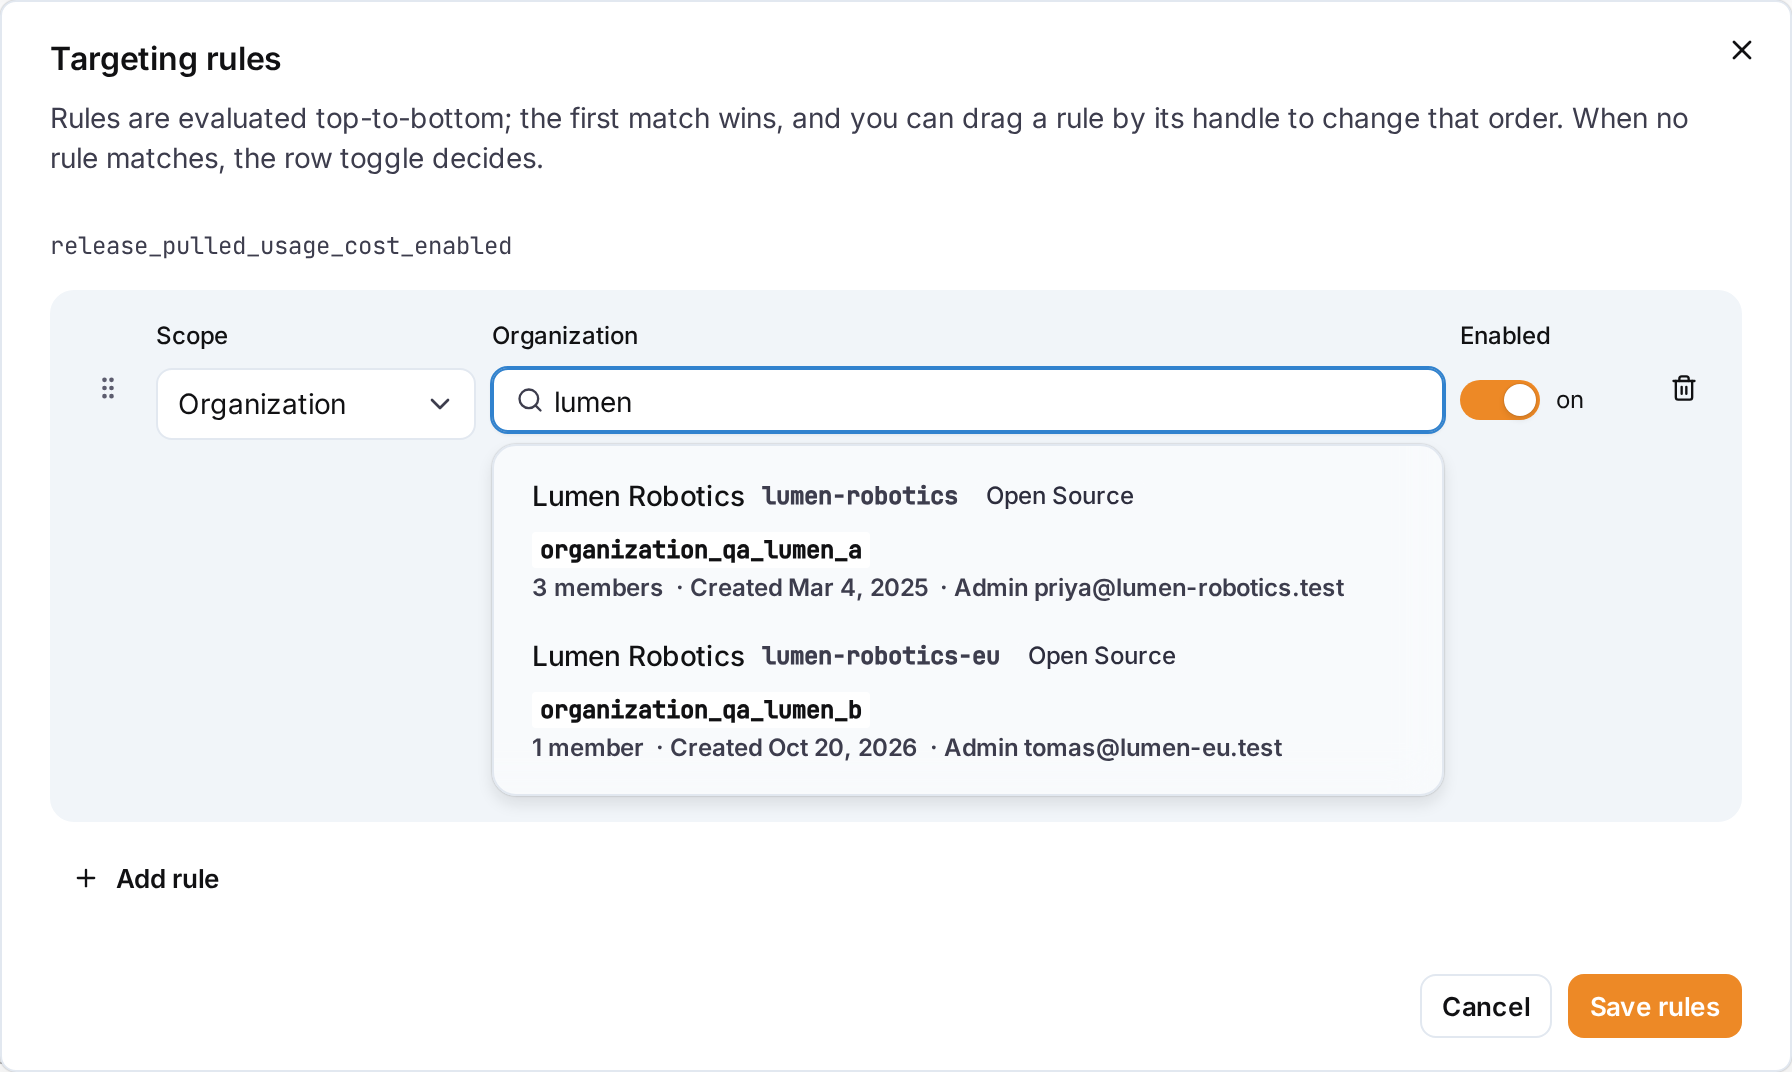 Targeting rules
Rules are evaluated top-to-bottom; the first match wins, and you can drag a rule by its handle to change that order. When no
rule matches, the row toggle decides.
release_pulled_usage_cost_enabled
Scope Organization Enabled
Organization lumen on
Lumen Robotics lumen-robotics Open Source
organization_qa_lumen_a
3 members · Created Mar 4, 2025 · Admin priya@lumen-robotics.test
Lumen Robotics lumen-robotics-eu Open Source
organization_qa_lumen_b
1 member · Created Oct 20, 2026 · Admin tomas@lumen-eu.test
Add rule
Cancel Save rules